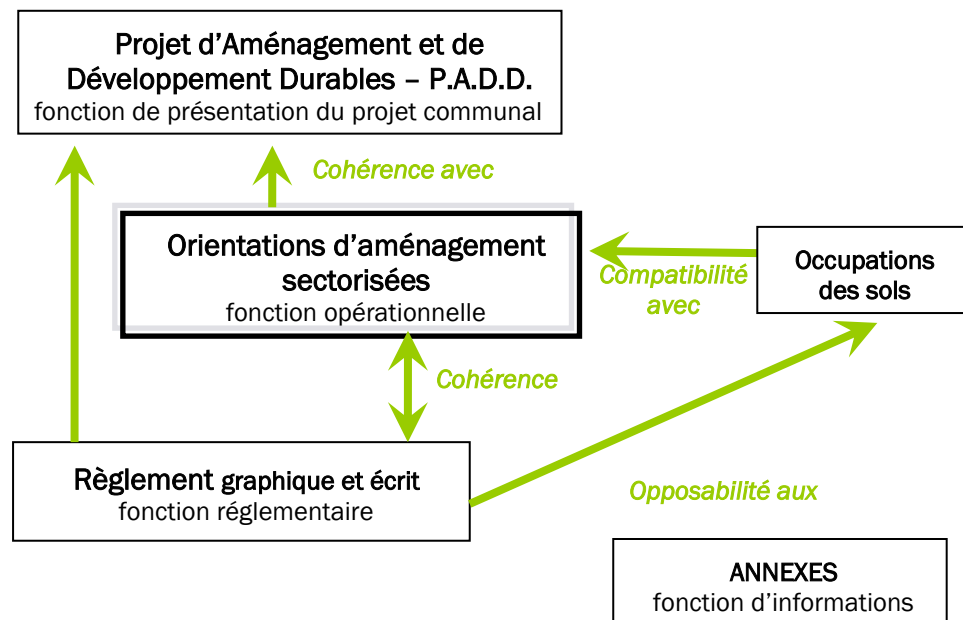 Projet d’Aménagement et de
Développement Durables – P.A.D.D.
fonction de présentation du projet communal
Cohérence avec
Orientations d’aménagement
sectorisées
fonction opérationnelle
Compatibilité
avec
Occupations
des sols
Cohérence
Règlement graphique et écrit
fonction réglementaire
Opposabilité aux
ANNEXES
fonction d’informations